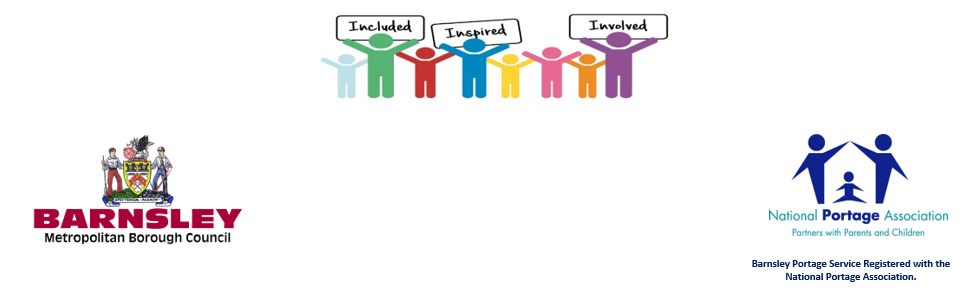 Included
Inspired
Involved
BARNSLEY
Metropolitan Borough Council
National Portage Association
Partners with Parents and Children
Barnsley Portage Service Registered with the
National Portage Association.